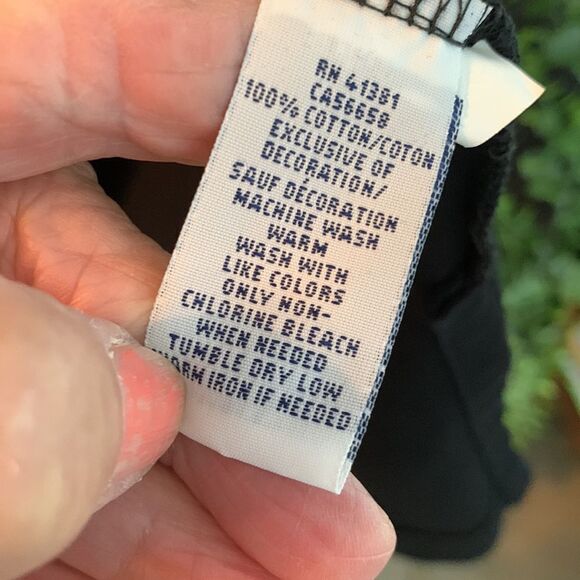 RN 41381
CA56658
100% COTTON/COTON
EXCLUSIVE OF
DECORATION/
SAUF DÉCORATION
MACHINE WASH
WARM
WASH WITH
LIKE COLORS
ONLY NON-
CHLORINE BLEACH
WHEN NEEDED
TUMBLE DRY LOW
WARM IRON IF NEEDED